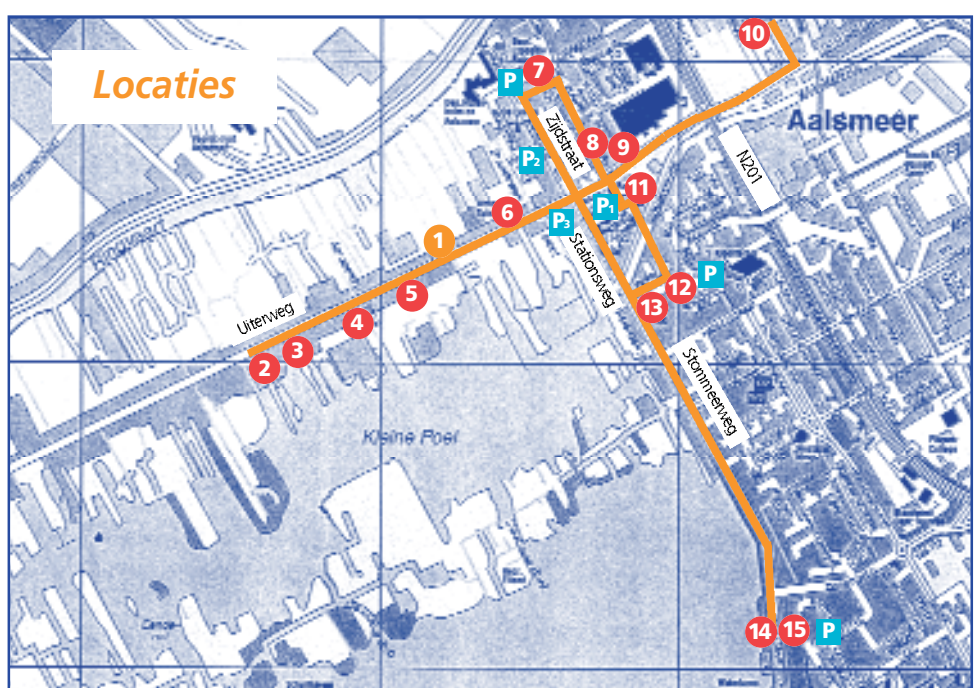 Locaties
10
7
P
Aalsmeer
Zijdstraat
8
9
P2
N201
11
P1
6
P3
1
Stationsweg
P
12
5
13
Uiterweg
4
3
2
Stommeerweg
Kleine Poel
14
15
P